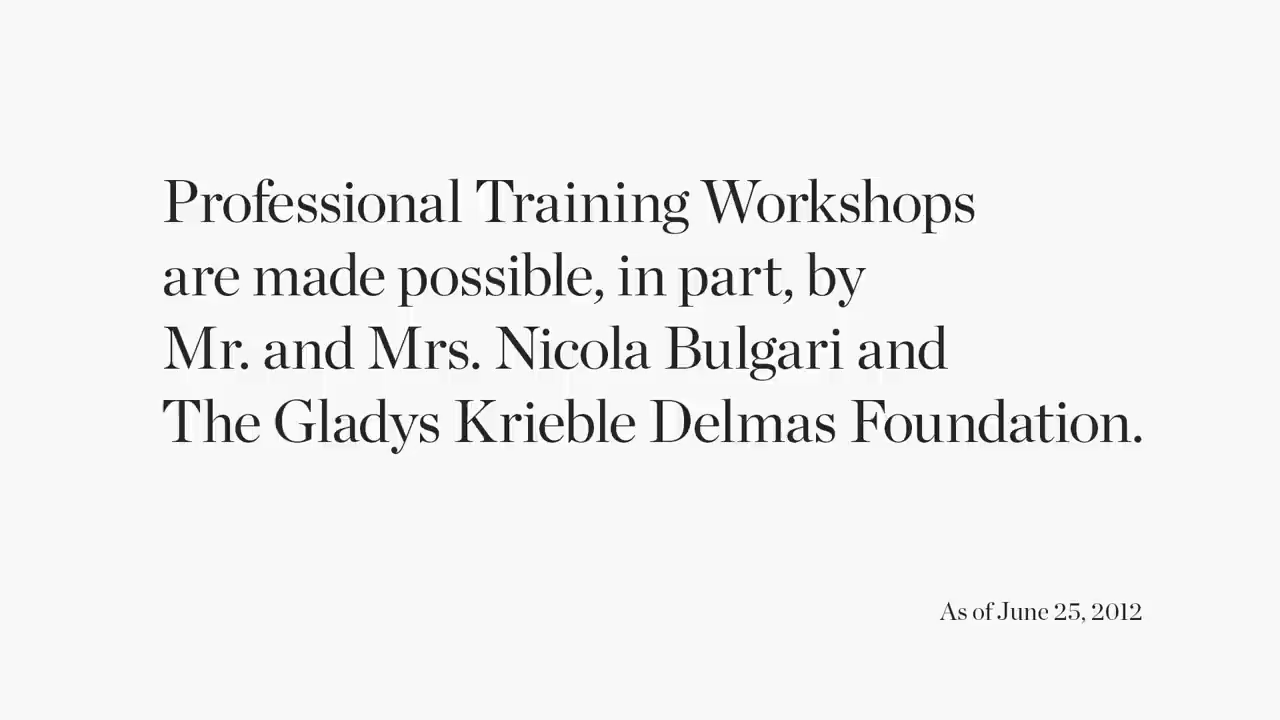 Professional Training Workshops
are made possible, in part, by
Mr. and Mrs. Nicola Bulgari and
The Gladys Krieble Delmas Foundation.
As of June 25, 2012